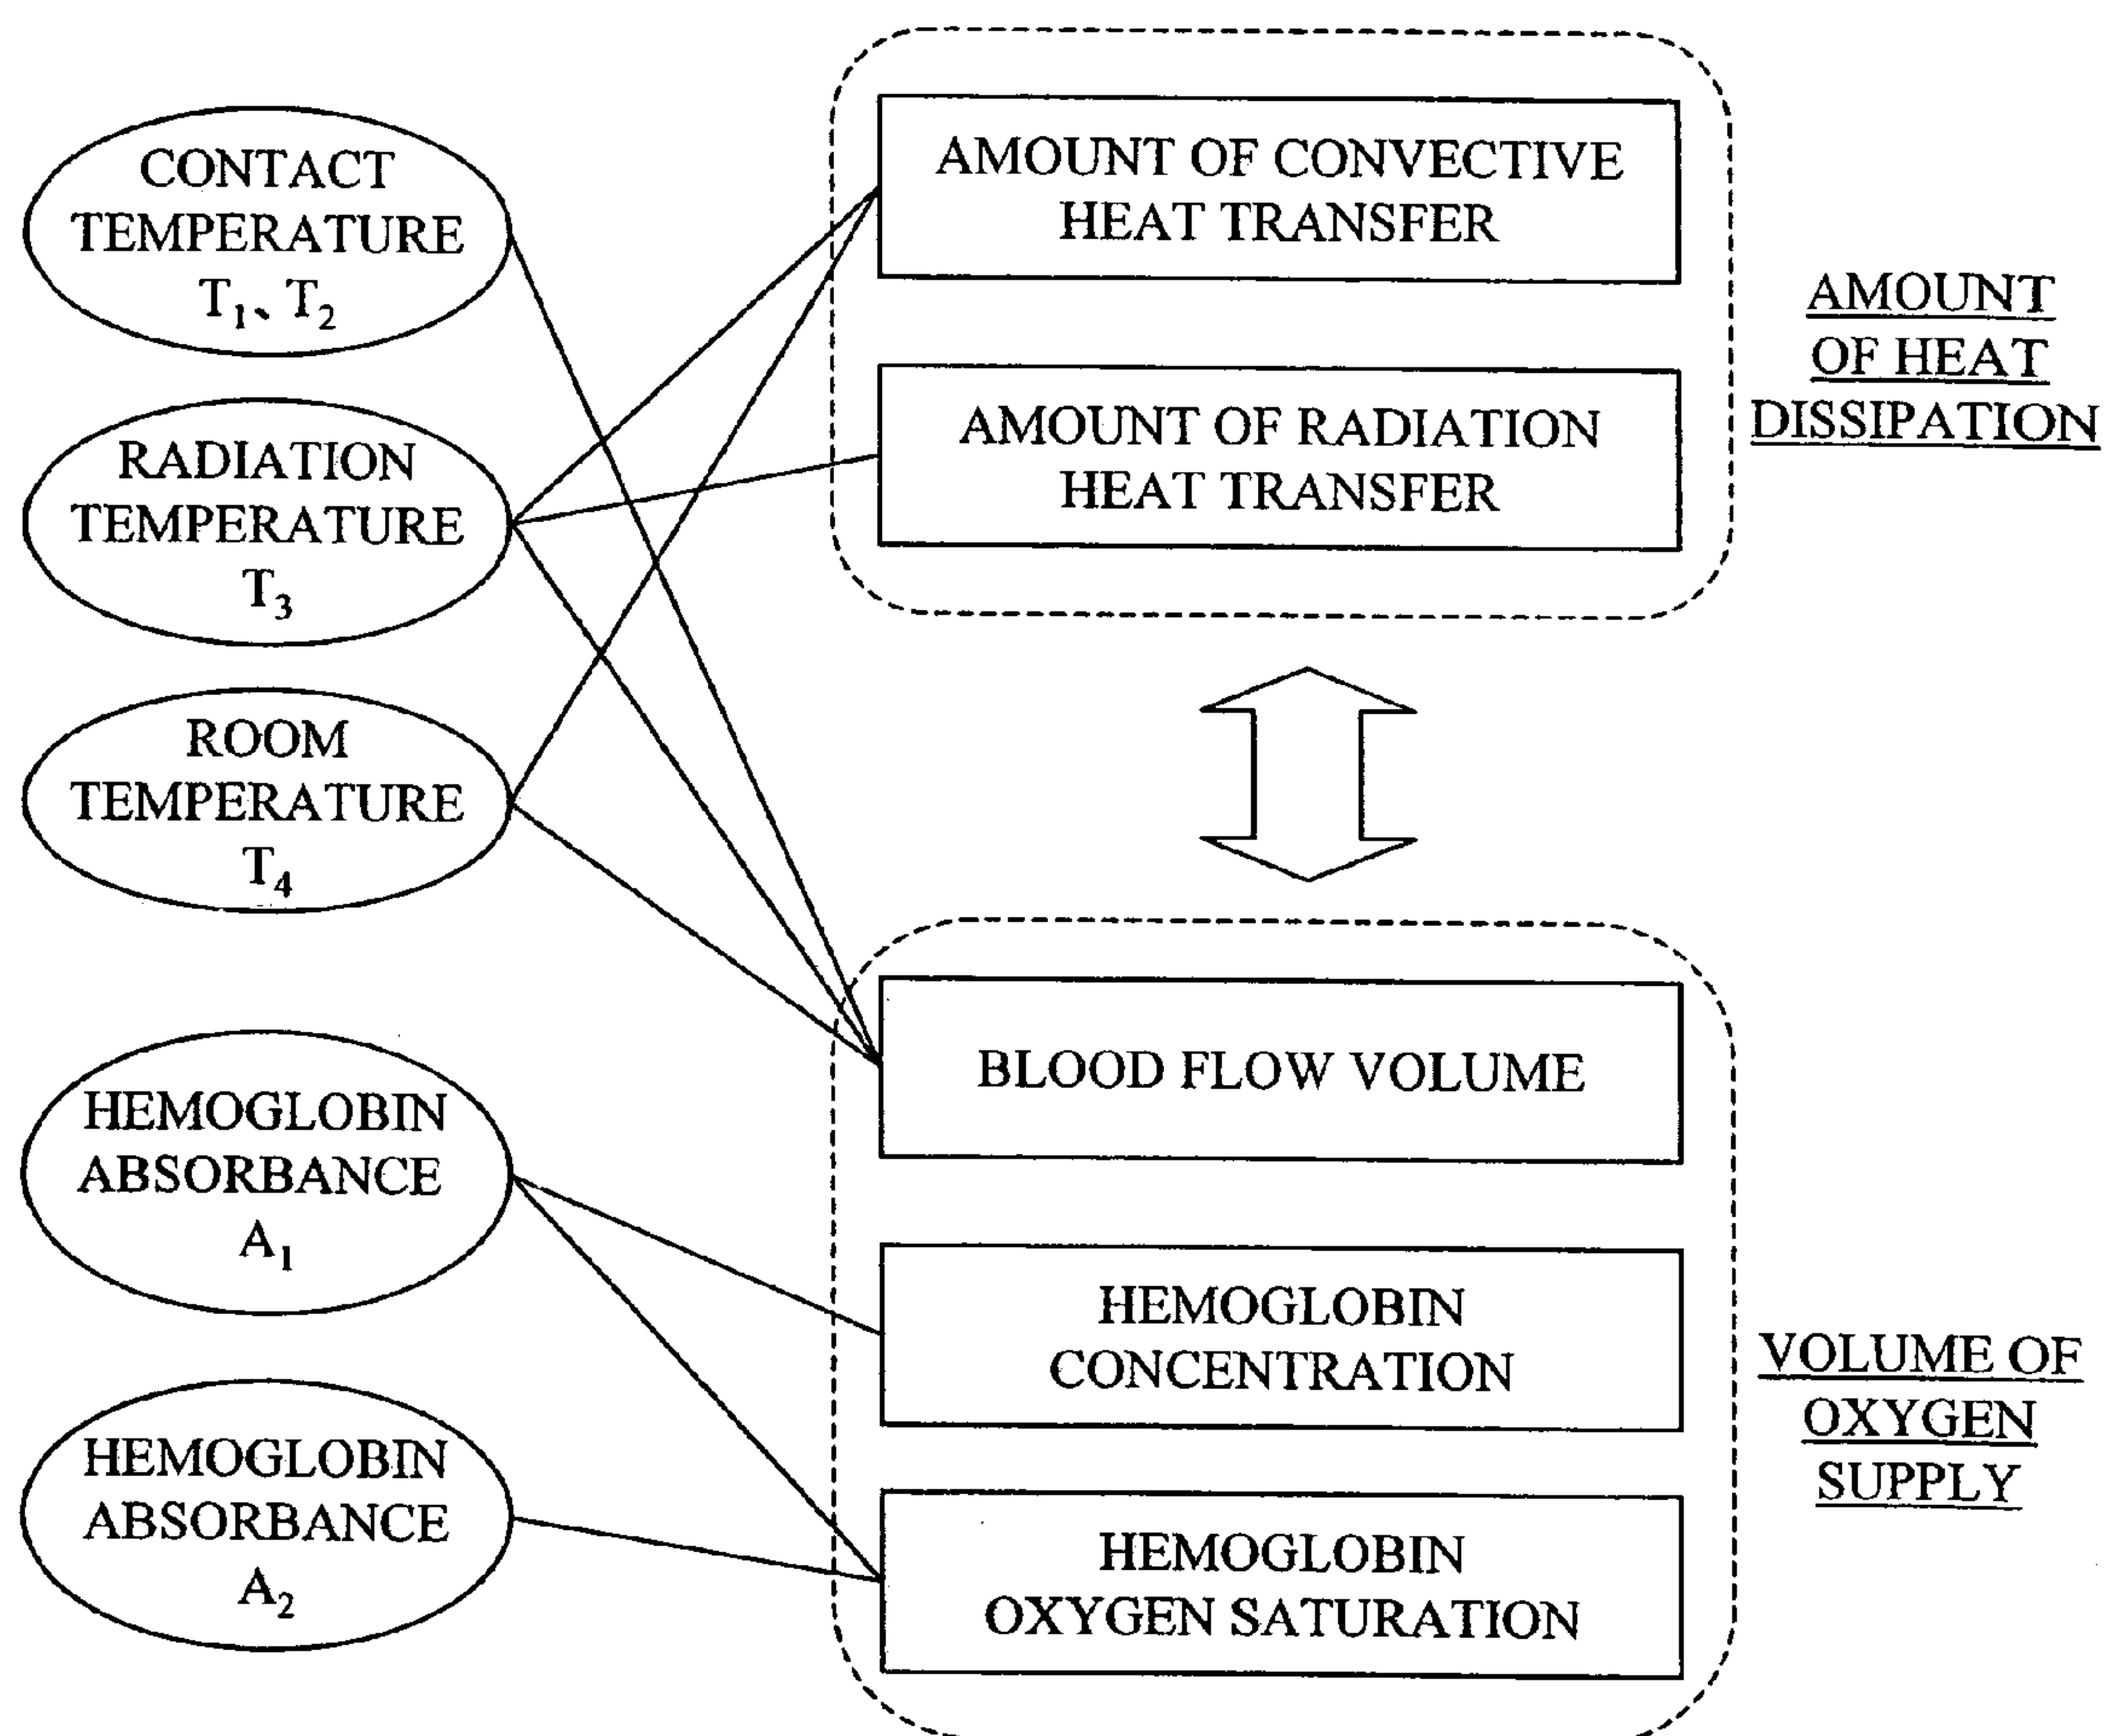 CONTACT
TEMPERATURE
T₁、T₂
RADIATION
TEMPERATURE
T₃
ROOM
TEMPERATURE
T₄
HEMOGLOBIN
ABSORBANCE
A₁
HEMOGLOBIN
ABSORBANCE
A₂
AMOUNT OF CONVECTIVE
HEAT TRANSFER
AMOUNT OF RADIATION
HEAT TRANSFER
AMOUNT
OF HEAT
DISSIPATION
BLOOD FLOW VOLUME
HEMOGLOBIN
CONCENTRATION
HEMOGLOBIN
OXYGEN SATURATION
VOLUME OF
OXYGEN
SUPPLY